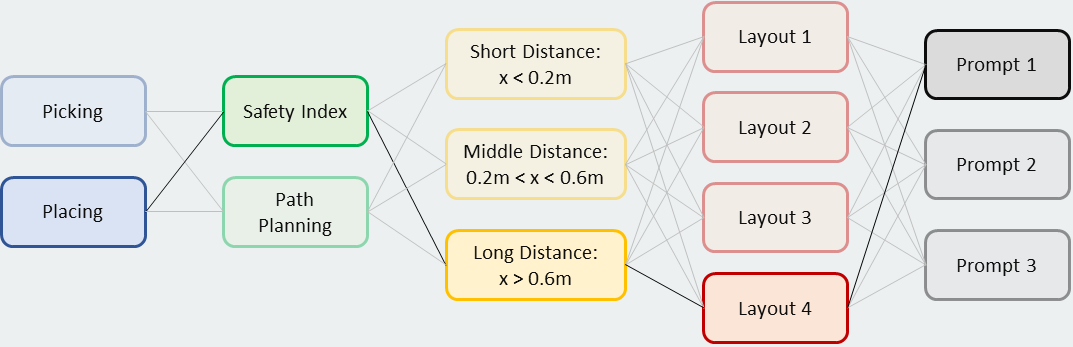 Picking
Placing
Safety Index
Path
Planning
Short Distance:
x < 0.2m
Middle Distance:
0.2m < x < 0.6m
Long Distance:
x > 0.6m
Layout 1
Layout 2
Layout 3
Layout 4
Prompt 1
Prompt 2
Prompt 3